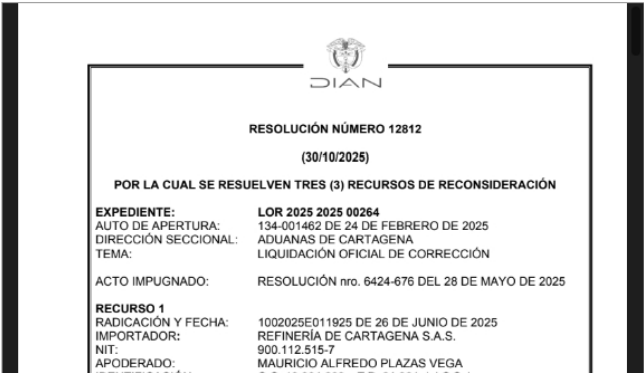 DIAN
RESOLUCIÓN NÚMERO 12812
(30/10/2025)
POR LA CUAL SE RESUELVEN TRES (3) RECURSOS DE RECONSIDERACIÓN
EXPEDIENTE: LOR 2025 2025 00264
AUTO DE APERTURA: 134-001462 DE 24 DE FEBRERO DE 2025
DIRECCIÓN SECCIONAL: ADUANAS DE CARTAGENA
TEMA: LIQUIDACIÓN OFICIAL DE CORRECCIÓN
ACTO IMPUGNADO: RESOLUCIÓN nro. 6424-676 DEL 28 DE MAYO DE 2025
RECURSO 1
RADICACIÓN Y FECHA: 1002025E011925 DE 26 DE JUNIO DE 2025
IMPORTADOR: REFINERÍA DE CARTAGENA S.A.S.
NIT: 900.112.515-7
APODERADO: MAURICIO ALFREDO PLAZAS VEGA